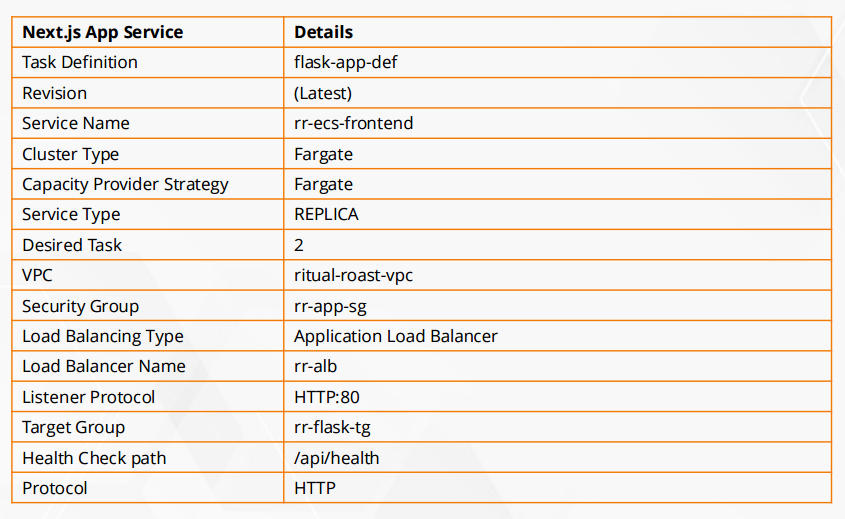 Next.js App Service Details
Task Definition flask-app-def
Revision (Latest)
Service Name rr-ecs-frontend
Cluster Type Fargate
Capacity Provider Strategy Fargate
Service Type REPLICA
Desired Task 2
VPC ritual-roast-vpc
Security Group rr-app-sg
Load Balancing Type Application Load Balancer
Load Balancer Name rr-alb
Listener Protocol HTTP:80
Target Group rr-flask-tg
Health Check path /api/health
Protocol HTTP